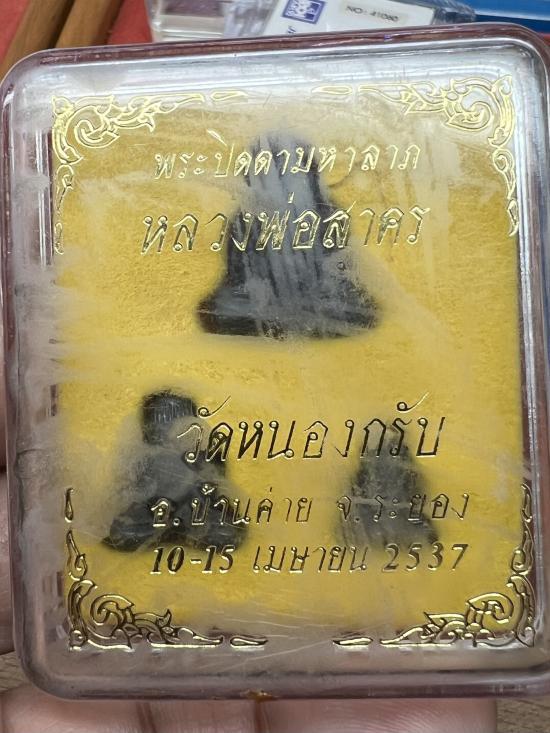 NO: 41060
พระปิดตามหาลาภ
หลวงพ่อสาคร
วัดหนองกรับ
อ.บ้านค่าย จ.ระยอง
10-15 เมษายน 2537